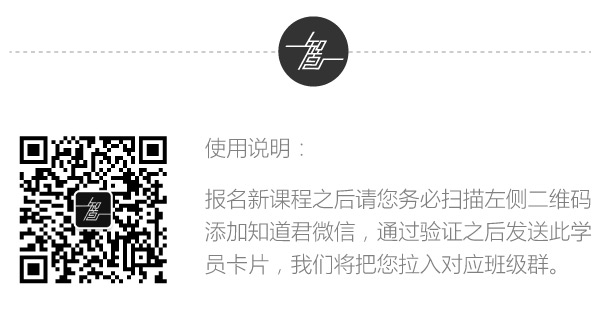 使用说明：
报名新课程之后请您务必扫描左侧二维码
添加知道君微信，通过验证之后发送此学
员卡片，我们将把您拉入对应班级群。